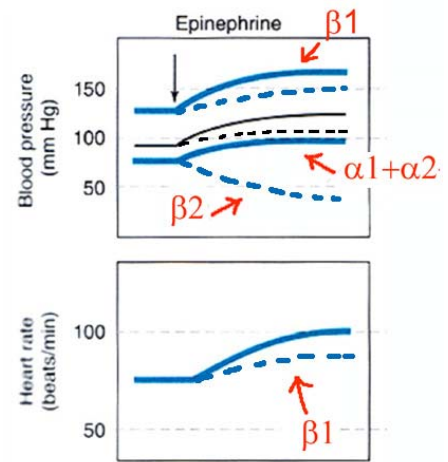 Epinephrine
β1
Blood pressure
(mm Hg)
150
100
50
α1+α2
β2
Heart rate
(beats/min)
100
50
β1